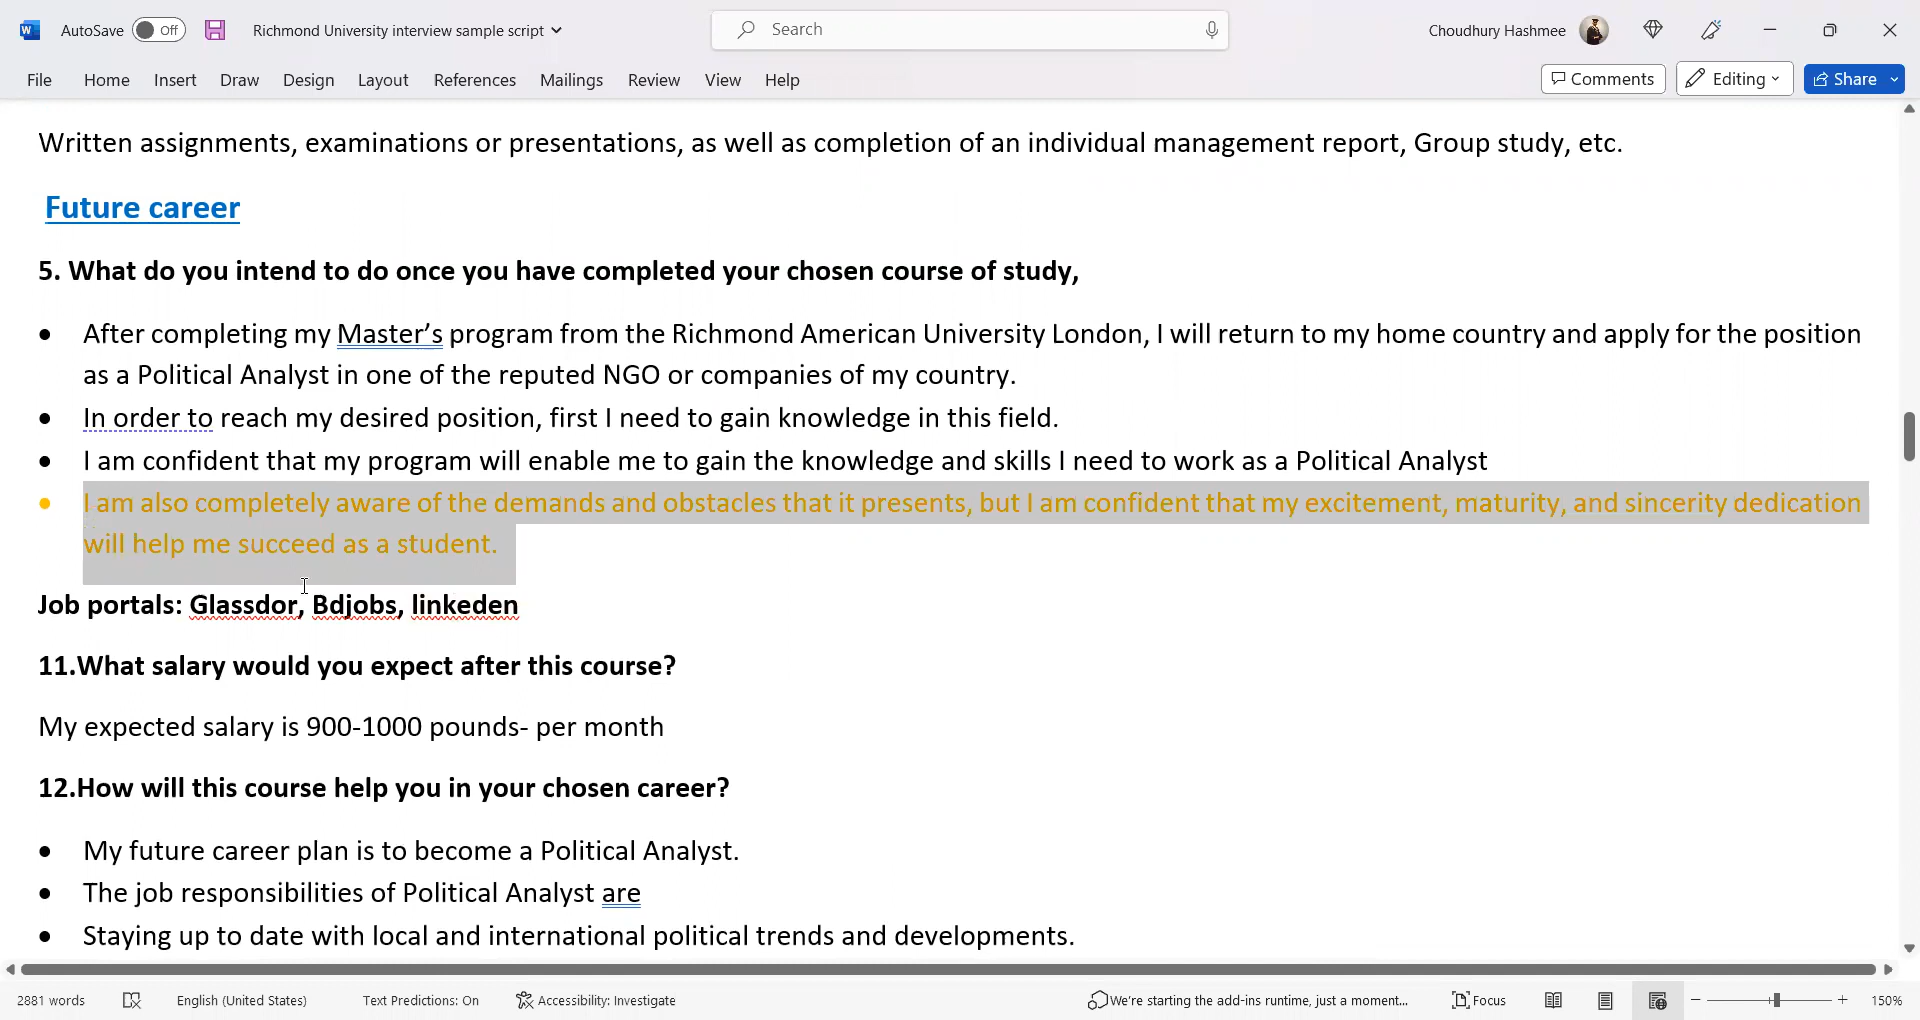 AutoSave Off Richmond University interview sample script Search Choudhury Hashmee
File Home Insert Draw Design Layout References Mailings Review View Help Comments Editing Share
Written assignments, examinations or presentations, as well as completion of an individual management report, Group study, etc.
Future career
5. What do you intend to do once you have completed your chosen course of study,
• After completing my Master’s program from the Richmond American University London, I will return to my home country and apply for the position
as a Political Analyst in one of the reputed NGO or companies of my country.
• In order to reach my desired position, first I need to gain knowledge in this field.
• I am confident that my program will enable me to gain the knowledge and skills I need to work as a Political Analyst
• I am also completely aware of the demands and obstacles that it presents, but I am confident that my excitement, maturity, and sincerity dedication
will help me succeed as a student.
Job portals: Glassdor, Bdjobs, linkeden
11.What salary would you expect after this course?
My expected salary is 900-1000 pounds- per month
12.How will this course help you in your chosen career?
• My future career plan is to become a Political Analyst.
• The job responsibilities of Political Analyst are
• Staying up to date with local and international political trends and developments.
2881 words English (United States) Text Predictions: On Accessibility: Investigate We're starting the add-ins runtime, just a moment... Focus 150%